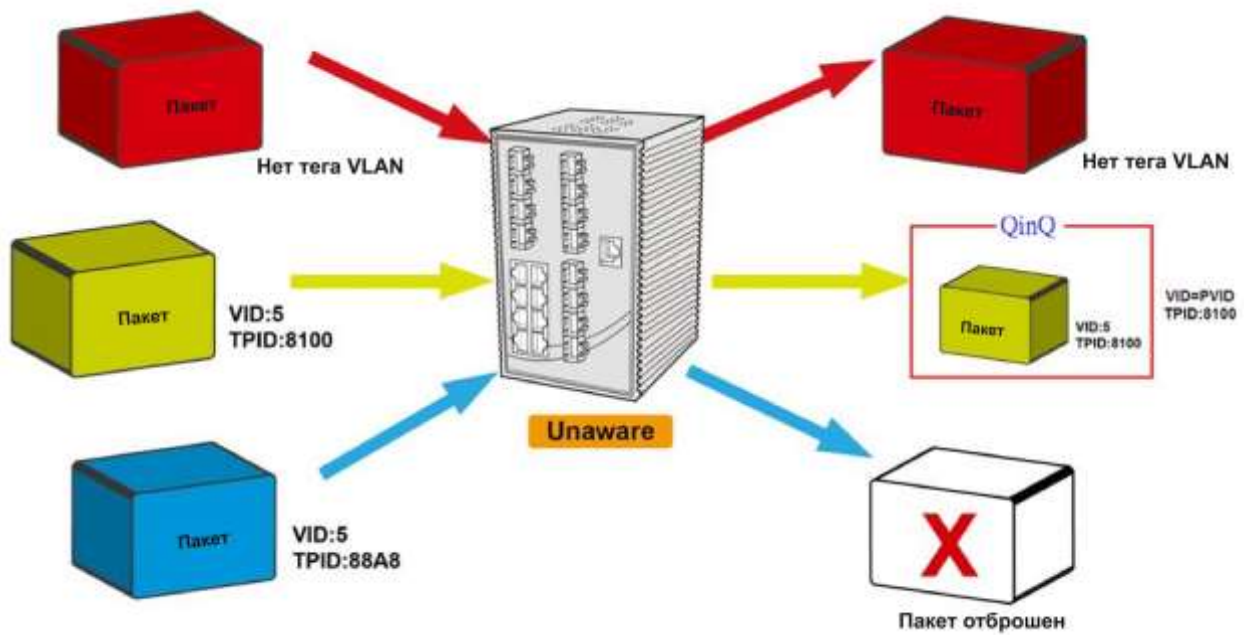 Пакет
Нет тега VLAN
Пакет
Нет тега VLAN
Пакет
VID:5
TPID:8100
QinQ
Пакет
VID:5
TPID:8100
VID=PVID
TPID:8100
Unaware
Пакет
VID:5
TPID:88A8
X
Пакет отброшен